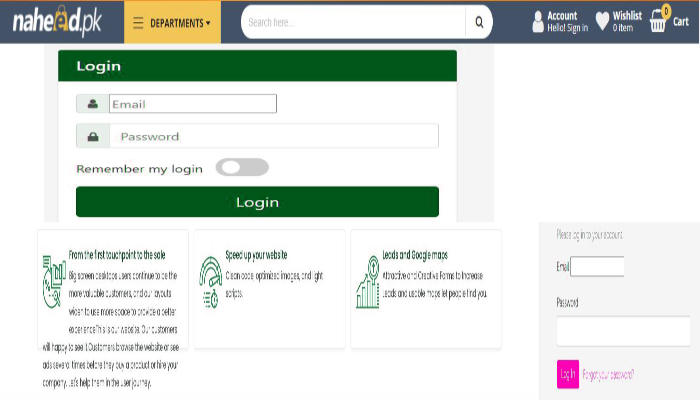 nahead.pk
DEPARTMENTS
Search here...
Account
Hello! Sign in
Wishlist
0 item
0
Cart
Login
Email
Password
Remember my login
Login
From the first touchpoint to the sale
Big screen desktops users continue to be the
more valuable customers, and our layouts
widen to use more space to provide a better
experience.This is our website. Our customers
will happy to see it.Customers browse the website or see
ads several times before they buy a product or hire your
company. Let's help them in the user journey.
Speed up your website
Clean code, optimized images, and light
scripts.
Leads and Google maps
Attractive and Creative Forms to Increase
Leads and usable maps let people find you.
Please log in to your account.
Email
Password
Log In
Forgot your password?